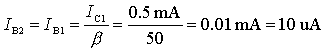 I_B2 = I_B1 = I_C1/β = 0.5 mA/50 = 0.01 mA = 10 uA